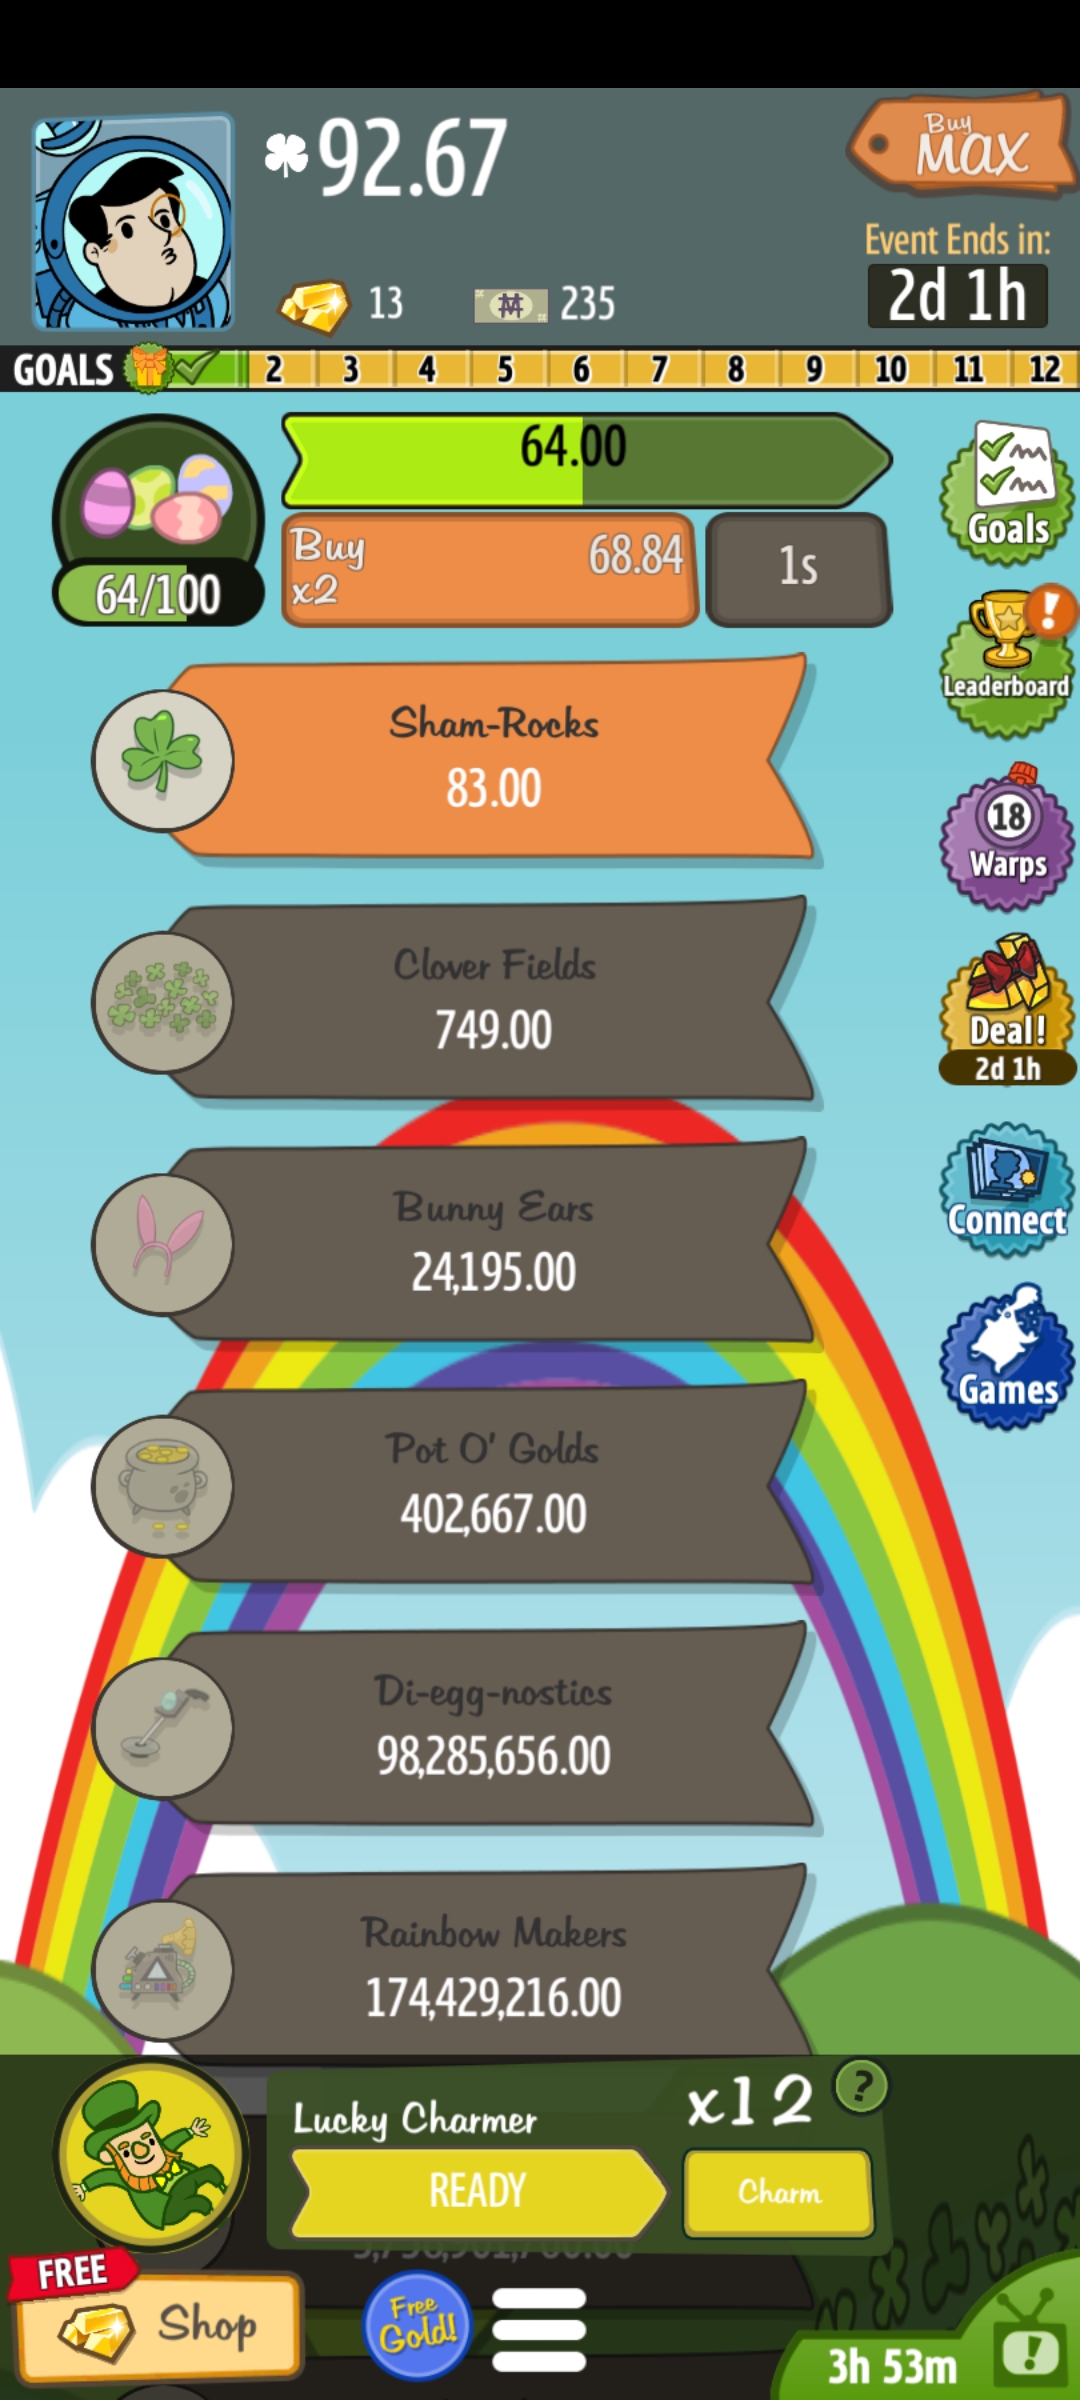 92.67
Buy
MAX
Event Ends in:
2d 1h
13
235
GOALS 2 3 4 5 6 7 8 9 10 11 12
64.00
Buy
x2
68.84
1s
64/100
Goals
Sham-Rocks
83.00
!
Leaderboard
18
Warps
Clover Fields
749.00
Deal!
2d 1h
Bunny Ears
24,195.00
Connect
Games
Pot O' Golds
402,667.00
Di-egg-nostics
98,285,656.00
Rainbow Makers
174,429,216.00
Lucky Charmer
x12
?
READY
Charm
FREE
Shop
Free
Gold!
3h 53m
!